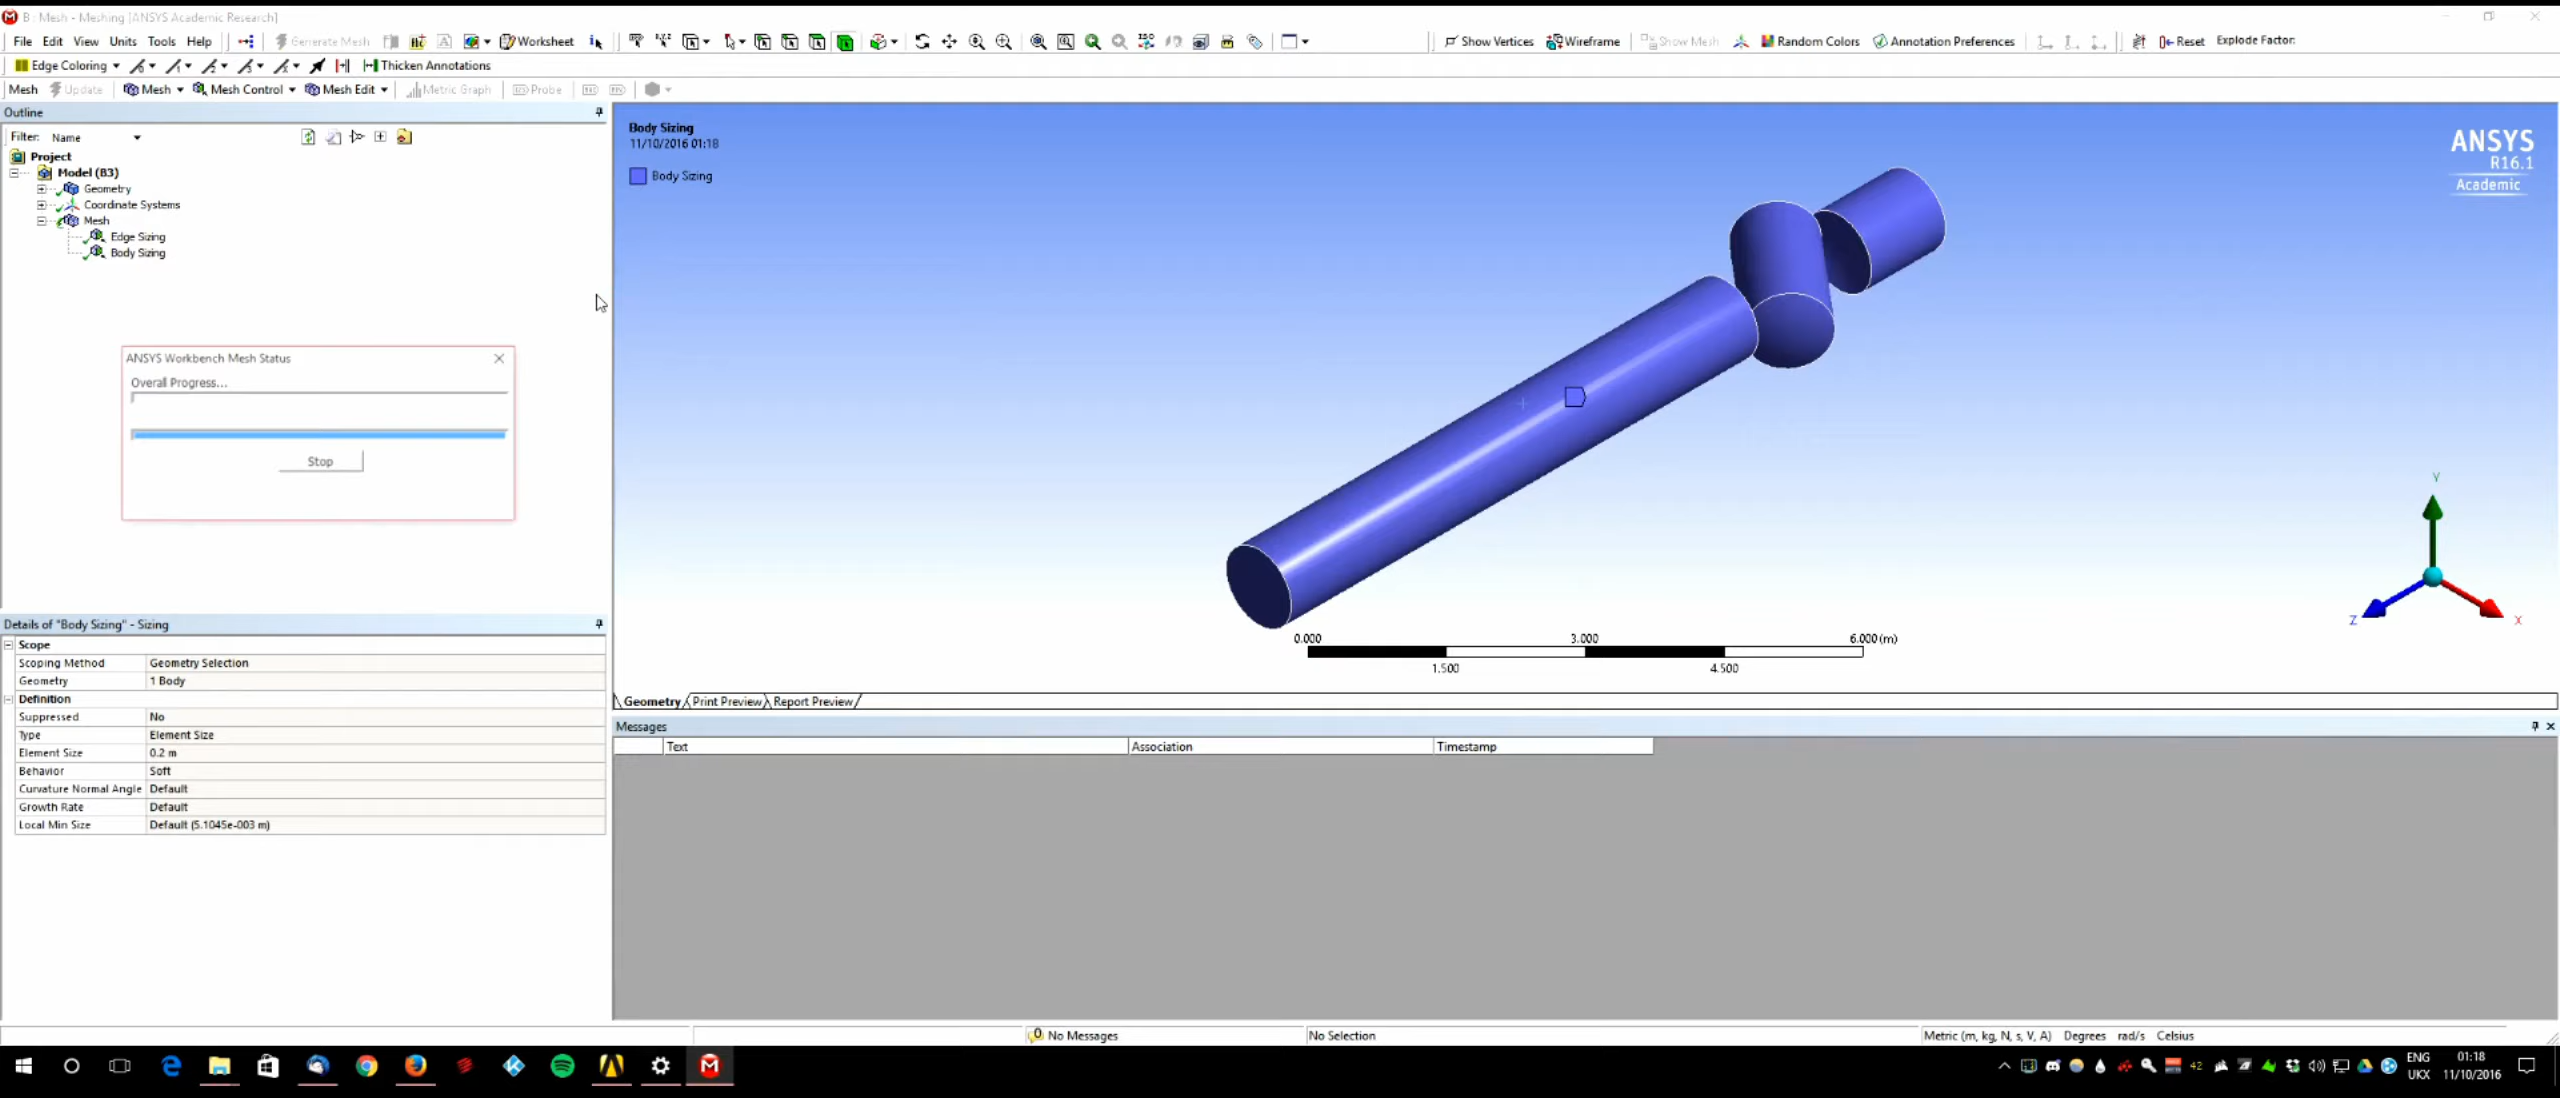 B : Mesh - Meshing [ANSYS Academic Research]
File Edit View Units Tools Help Generate Mesh Worksheet Show Vertices Wireframe Show Mesh Random Colors Annotation Preferences Reset Explode Factor:
Edge Coloring Thicken Annotations
Mesh Update Mesh Mesh Control Mesh Edit Metric Graph Probe
Outline
Filter: Name
Project
Model (B3)
Geometry
Coordinate Systems
Mesh
Edge Sizing
Body Sizing
ANSYS Workbench Mesh Status
Overall Progress...
Stop
Details of "Body Sizing" - Sizing
Scope
Scoping Method Geometry Selection
Geometry 1 Body
Definition
Suppressed No
Type Element Size
Element Size 0.2 m
Behavior Soft
Curvature Normal Angle Default
Growth Rate Default
Local Min Size Default (5.1045e-003 m)
Body Sizing
11/10/2016 01:18
Body Sizing
ANSYS
R16.1
Academic
Y
Z
X
0.000 3.000 6.000 (m)
1.500 4.500
Geometry Print Preview Report Preview
Messages
Text Association Timestamp
0 No Messages No Selection Metric (m, kg, N, s, V, A) Degrees rad/s Celsius
42
ENG
UKX
01:18
11/10/2016